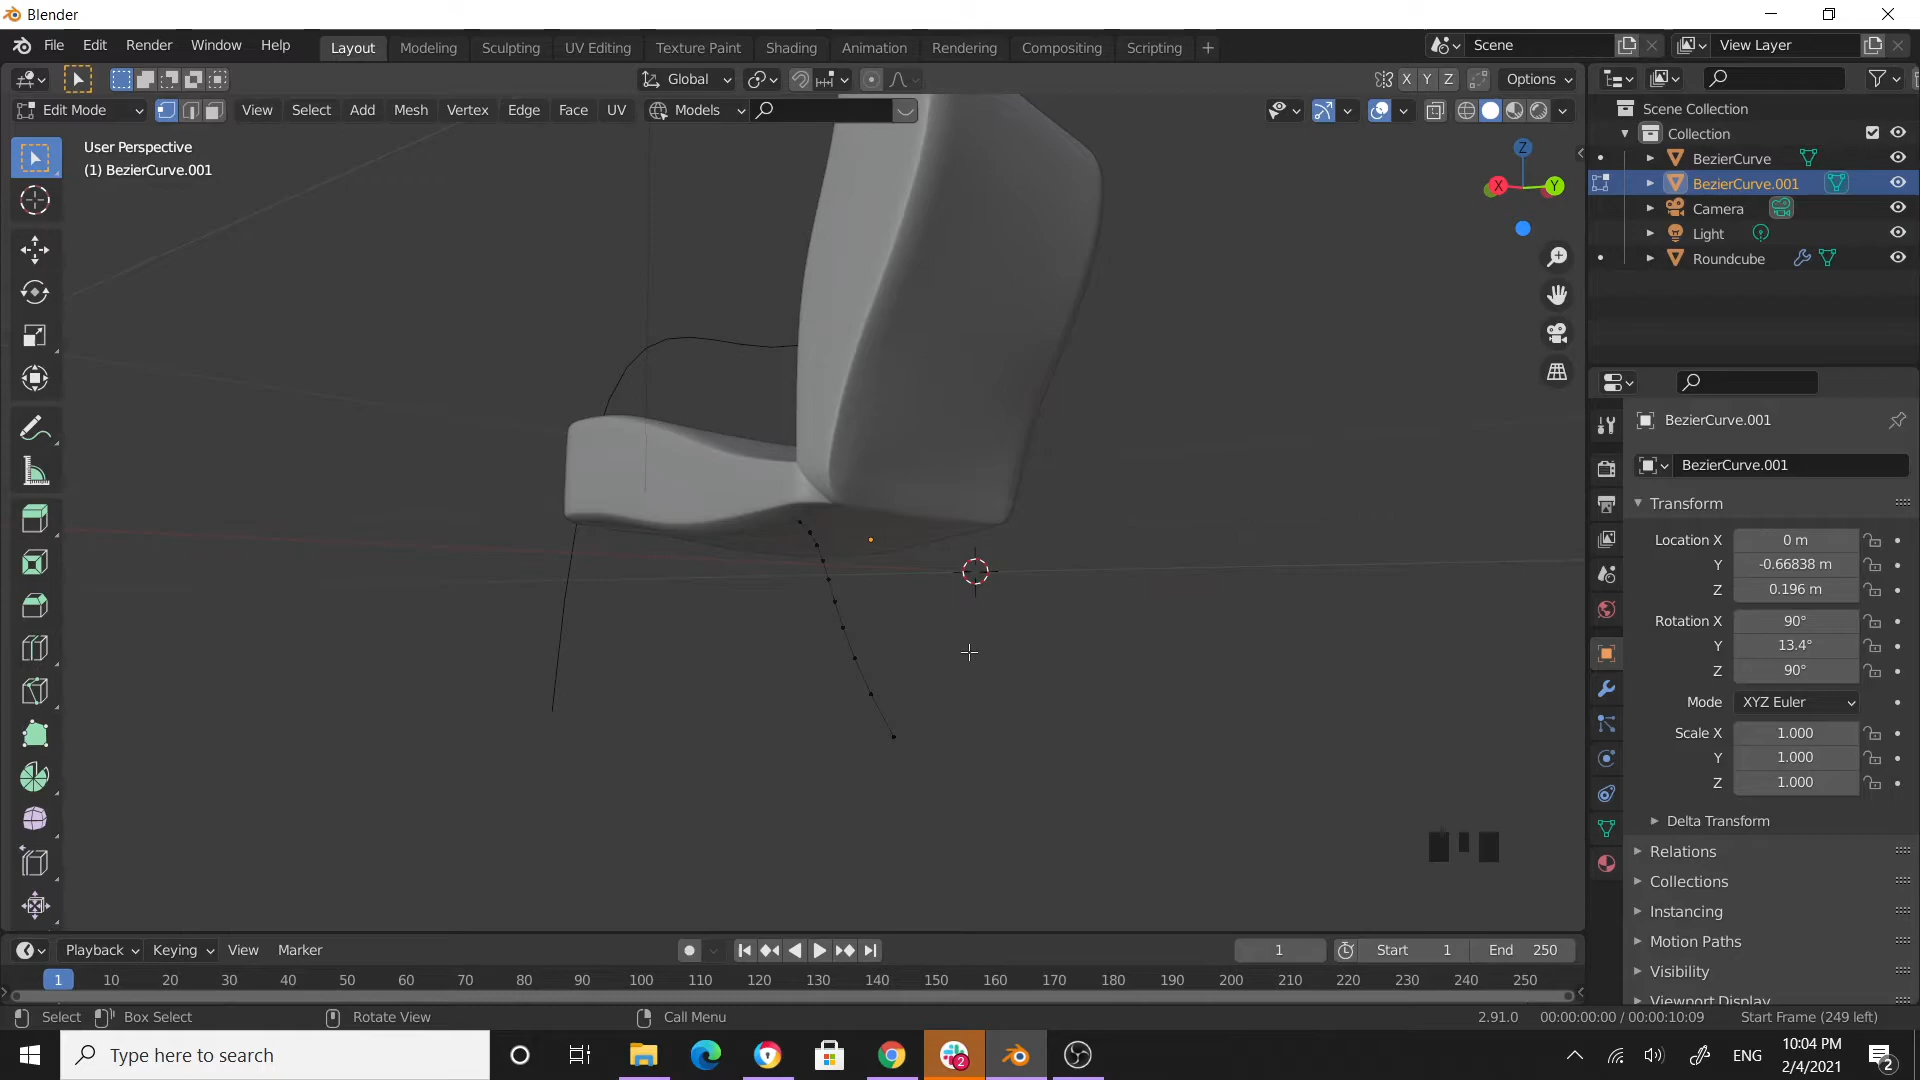 Blender
File Edit Render Window Help Layout Modeling Sculpting UV Editing Texture Paint Shading Animation Rendering Compositing Scripting + Scene View Layer
Global X Y Z Options
Edit Mode View Select Add Mesh Vertex Edge Face UV Models
User Perspective
(1) BezierCurve.001
Z
X
Y
Scene Collection
Collection
BezierCurve
BezierCurve.001
Camera
Light
Roundcube
BezierCurve.001
BezierCurve.001
Transform
Location X 0 m
Y -0.66838 m
Z 0.196 m
Rotation X 90°
Y 13.4°
Z 90°
Mode XYZ Euler
Scale X 1.000
Y 1.000
Z 1.000
Delta Transform
Relations
Collections
Instancing
Motion Paths
Visibility
Viewport Display
Playback Keying View Marker 1 Start 1 End 250
1 10 20 30 40 50 60 70 80 90 100 110 120 130 140 150 160 170 180 190 200 210 220 230 240 250
Select Box Select Rotate View Call Menu 2.91.0 00:00:00:00 / 00:00:10:09 Start Frame (249 left)
Type here to search 2 ENG 10:04 PM
2/4/2021 2